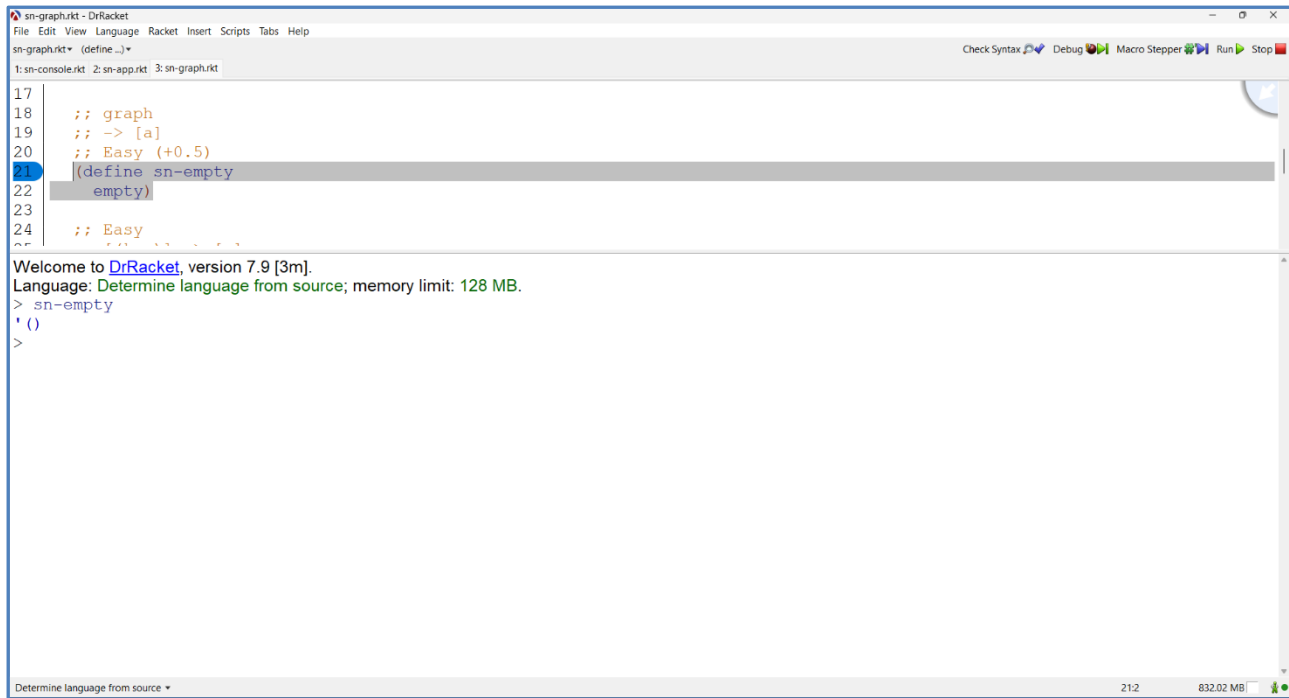 sn-graph.rkt - DrRacket
File Edit View Language Racket Insert Scripts Tabs Help
sn-graph.rkt (define ...) Check Syntax Debug Macro Stepper Run Stop
1: sn-console.rkt 2: sn-app.rkt 3: sn-graph.rkt
17
18 ;; graph
19 ;; -> [a]
20 ;; Easy (+0.5)
21 (define sn-empty
22 empty)
23
24 ;; Easy
Welcome to DrRacket, version 7.9 [3m].
Language: Determine language from source; memory limit: 128 MB.
> sn-empty
'()
>
Determine language from source 21:2 832.02 MB